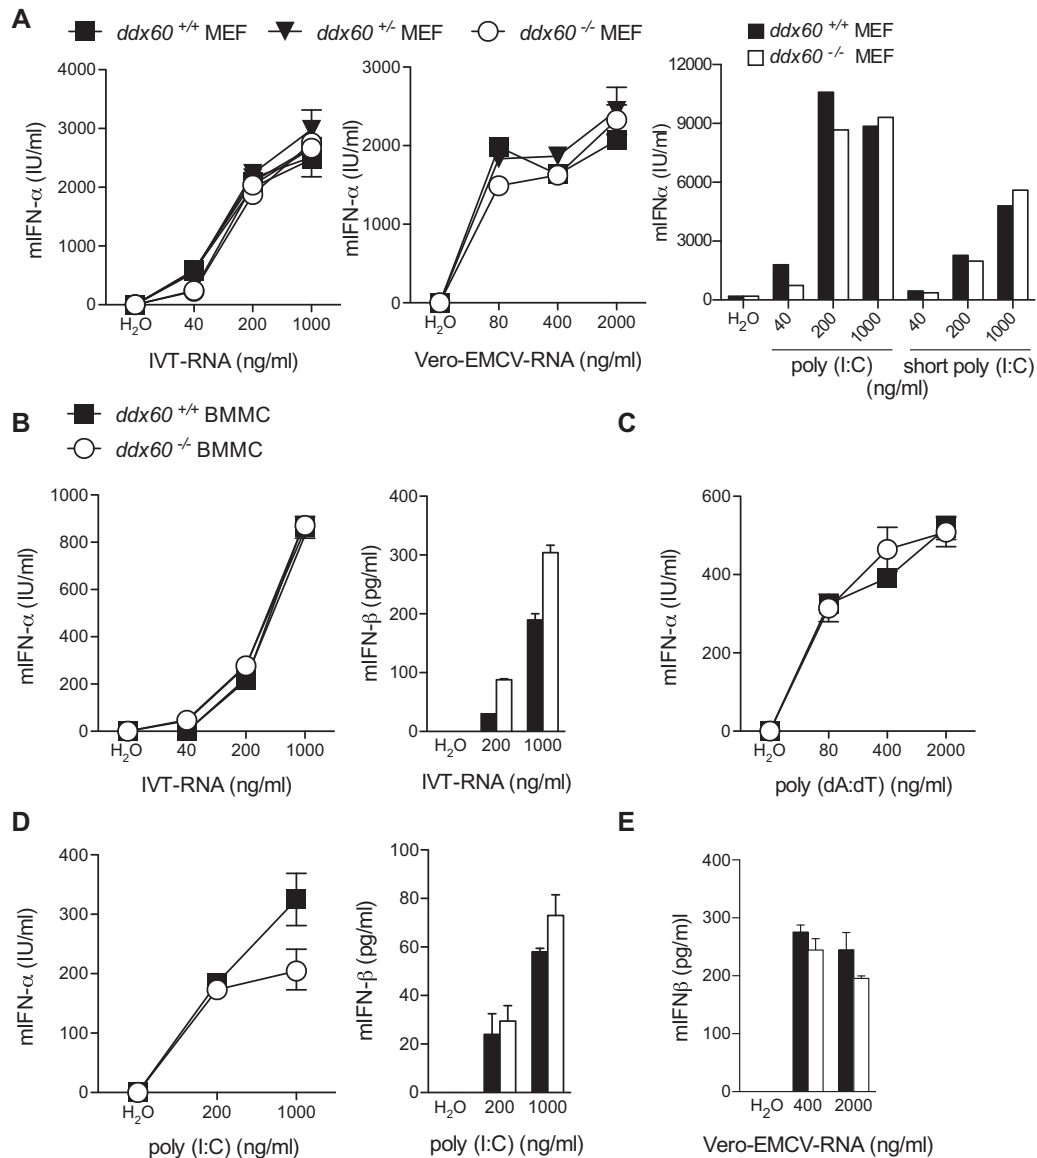 A
ddx60 +/+ MEF
ddx60 +/- MEF
ddx60 -/- MEF
ddx60 +/+ MEF
ddx60 -/- MEF
mIFN-α (IU/ml)
4000
3000
2000
1000
0
H2O
40
200
1000
IVT-RNA (ng/ml)
mIFN-α (IU/ml)
3000
2000
1000
0
H2O
80
400
2000
Vero-EMCV-RNA (ng/ml)
mIFNα (IU/ml)
12000
9000
6000
3000
0
H2O
40
200
1000
40
200
1000
poly (I:C)
short poly (I:C)
(ng/ml)
B
ddx60 +/+ BMMC
ddx60 -/- BMMC
mIFN-α (IU/ml)
1000
800
600
400
200
0
H2O
40
200
1000
IVT-RNA (ng/ml)
mIFN-β (pg/ml)
400
300
200
100
0
H2O
200
1000
IVT-RNA (ng/ml)
C
mIFN-α (IU/ml)
600
400
200
0
H2O
80
400
2000
poly (dA:dT) (ng/ml)
D
mIFN-α (IU/ml)
400
300
200
100
0
H2O
200
1000
poly (I:C) (ng/ml)
mIFN-β (pg/ml)
100
80
60
40
20
0
H2O
200
1000
poly (I:C) (ng/ml)
E
mIFNβ (pg/m)l
400
300
200
100
0
H2O
400
2000
Vero-EMCV-RNA (ng/ml)